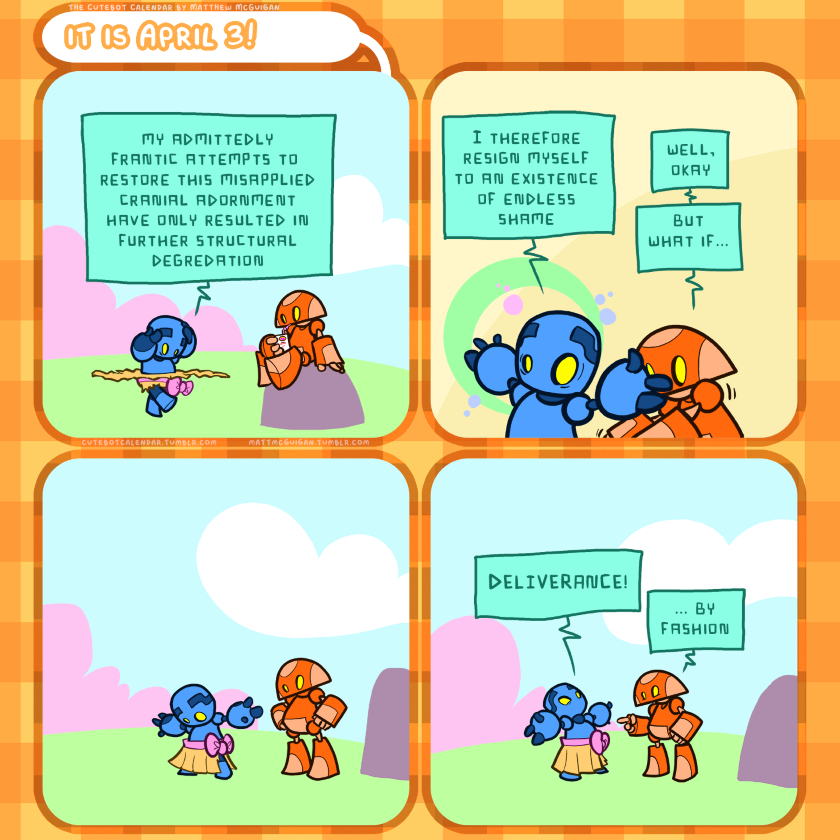 THE CUTEBOT CALENDAR BY MATTHEW MCGUIGAN
IT IS APRIL 3!
MY ADMITTEDLY
FRANTIC ATTEMPTS TO
RESTORE THIS MISAPPLIED
CRANIAL ADORNMENT
HAVE ONLY RESULTED IN
FURTHER STRUCTURAL
DEGREDATION
I THEREFORE
RESIGN MYSELF
TO AN EXISTENCE
OF ENDLESS
SHAME
WELL,
OKAY
BUT
WHAT IF...
CUTEBOTCALENDAR.TUMBLR.COM
MATTMCGUIGAN.TUMBLR.COM
DELIVERANCE!
... BY
FASHION